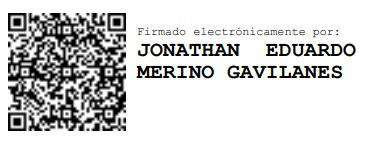 Firmado electrónicamente por:
JONATHAN EDUARDO
MERINO GAVILANES